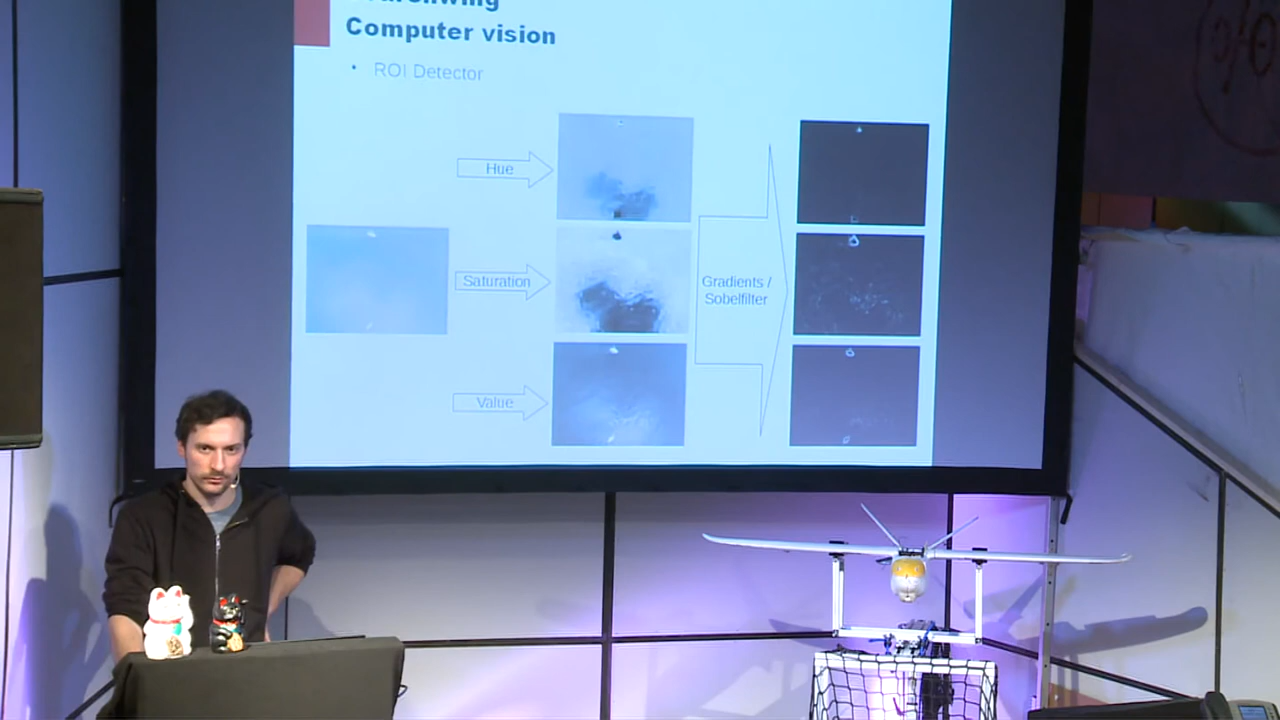 Computer vision
• ROI Detector
Hue
Saturation
Gradients /
Sobelfilter
Value